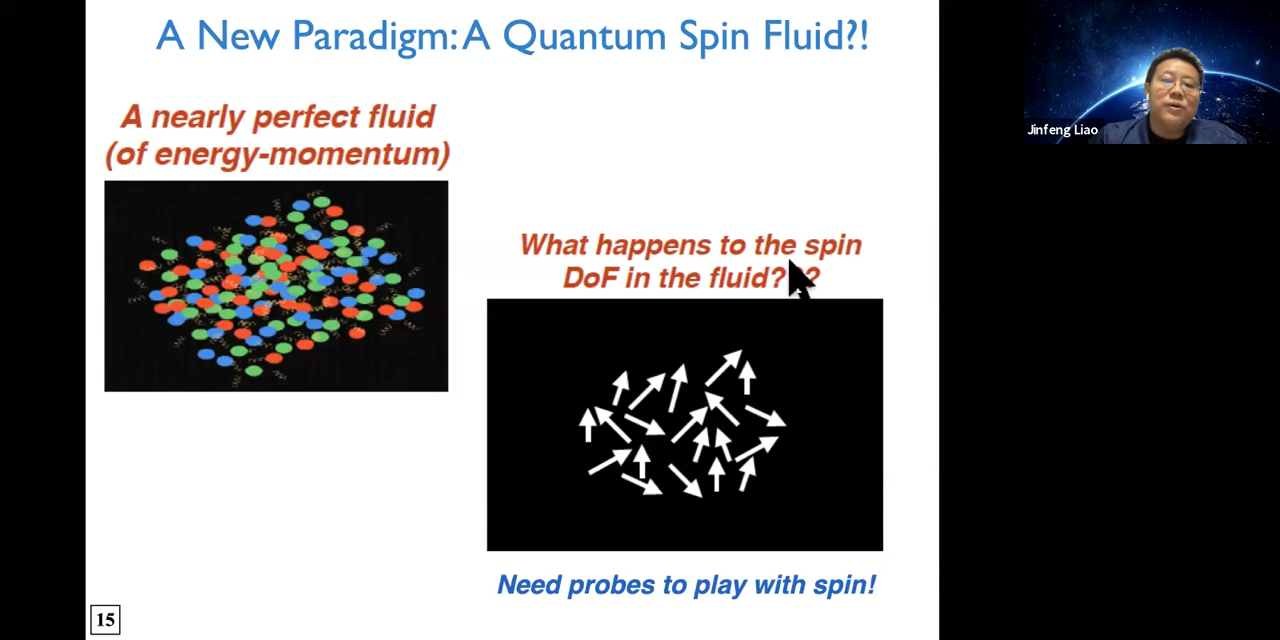 A New Paradigm: A Quantum Spin Fluid?!
A nearly perfect fluid
(of energy-momentum)
What happens to the spin
DoF in the fluid???
Need probes to play with spin!
15
Jinfeng Liao